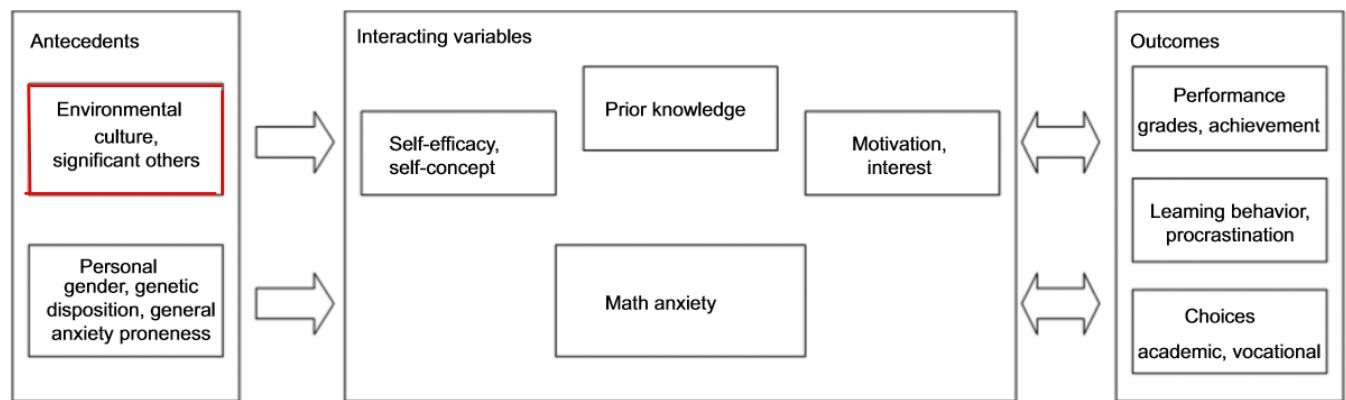 Antecedents
Environmental
culture,
significant others
Personal
gender, genetic
disposition, general
anxiety proneness
Interacting variables
Prior knowledge
Self-efficacy,
self-concept
Motivation,
interest
Math anxiety
Outcomes
Performance
grades, achievement
Learning behavior,
procrastination
Choices
academic, vocational